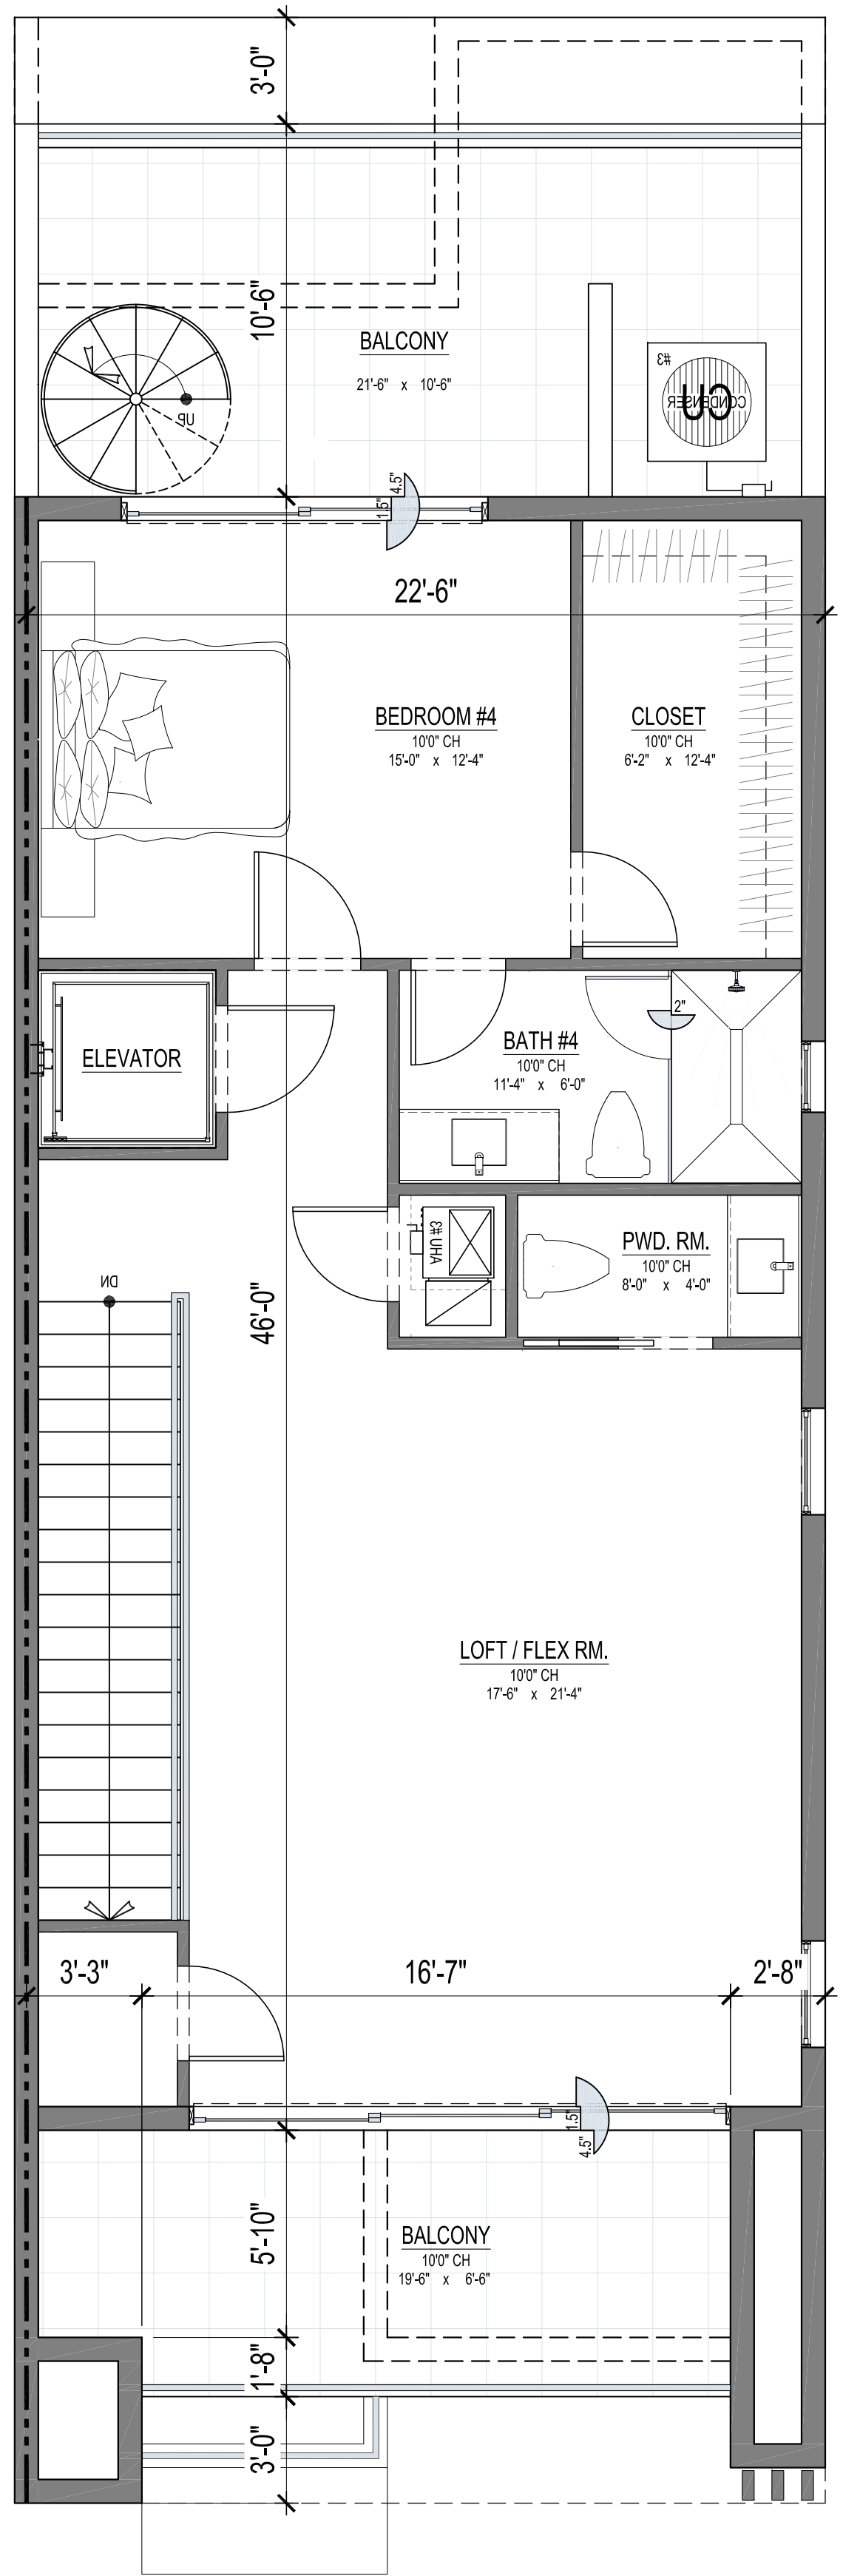 3'-0"
10'-6"
BALCONY
21'-6" x 10'-6"
#3
CONDENSER
CU
UP
4.5"
1.5"
22'-6"
BEDROOM #4
10'0" CH
15'-0" x 12'-4"
CLOSET
10'0" CH
6'-2" x 12'-4"
ELEVATOR
2"
BATH #4
10'0" CH
11'-4" x 6'-0"
#3
AHU
PWD. RM.
10'0" CH
8'-0" x 4'-0"
DN
46'-0"
LOFT / FLEX RM.
10'0" CH
17'-6" x 21'-4"
3'-3"
16'-7"
2'-8"
1.5"
4.5"
5'-10"
BALCONY
10'0" CH
19'-6" x 6'-6"
1'-8"
3'-0"